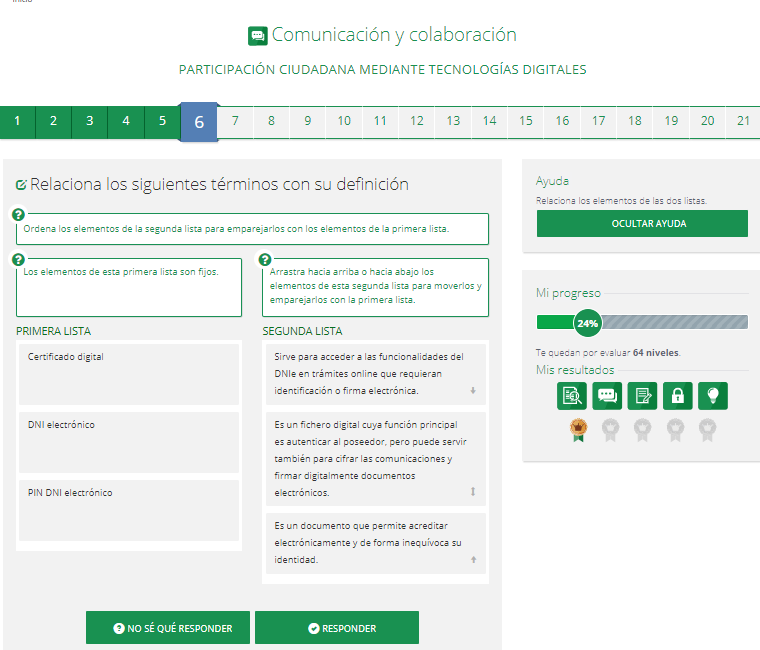 Inicio
Comunicación y colaboración
PARTICIPACIÓN CIUDADANA MEDIANTE TECNOLOGÍAS DIGITALES
1 2 3 4 5 6 7 8 9 10 11 12 13 14 15 16 17 18 19 20 21
Relaciona los siguientes términos con su definición
Ordena los elementos de la segunda lista para emparejarlos con los elementos de la primera lista.
Los elementos de esta primera lista son fijos.
Arrastra hacia arriba o hacia abajo los
elementos de esta segunda lista para moverlos y
emparejarlos con la primera lista.
PRIMERA LISTA
Certificado digital
DNI electrónico
PIN DNI electrónico
SEGUNDA LISTA
Sirve para acceder a las funcionalidades del
DNIe en trámites online que requieran
identificación o firma electrónica.
Es un fichero digital cuya función principal
es autenticar al poseedor, pero puede servir
también para cifrar las comunicaciones y
firmar digitalmente documentos
electrónicos.
Es un documento que permite acreditar
electrónicamente y de forma inequívoca su
identidad.
NO SÉ QUÉ RESPONDER
RESPONDER
Ayuda
Relaciona los elementos de las dos listas.
OCULTAR AYUDA
Mi progreso
24%
Te quedan por evaluar 64 niveles.
Mis resultados